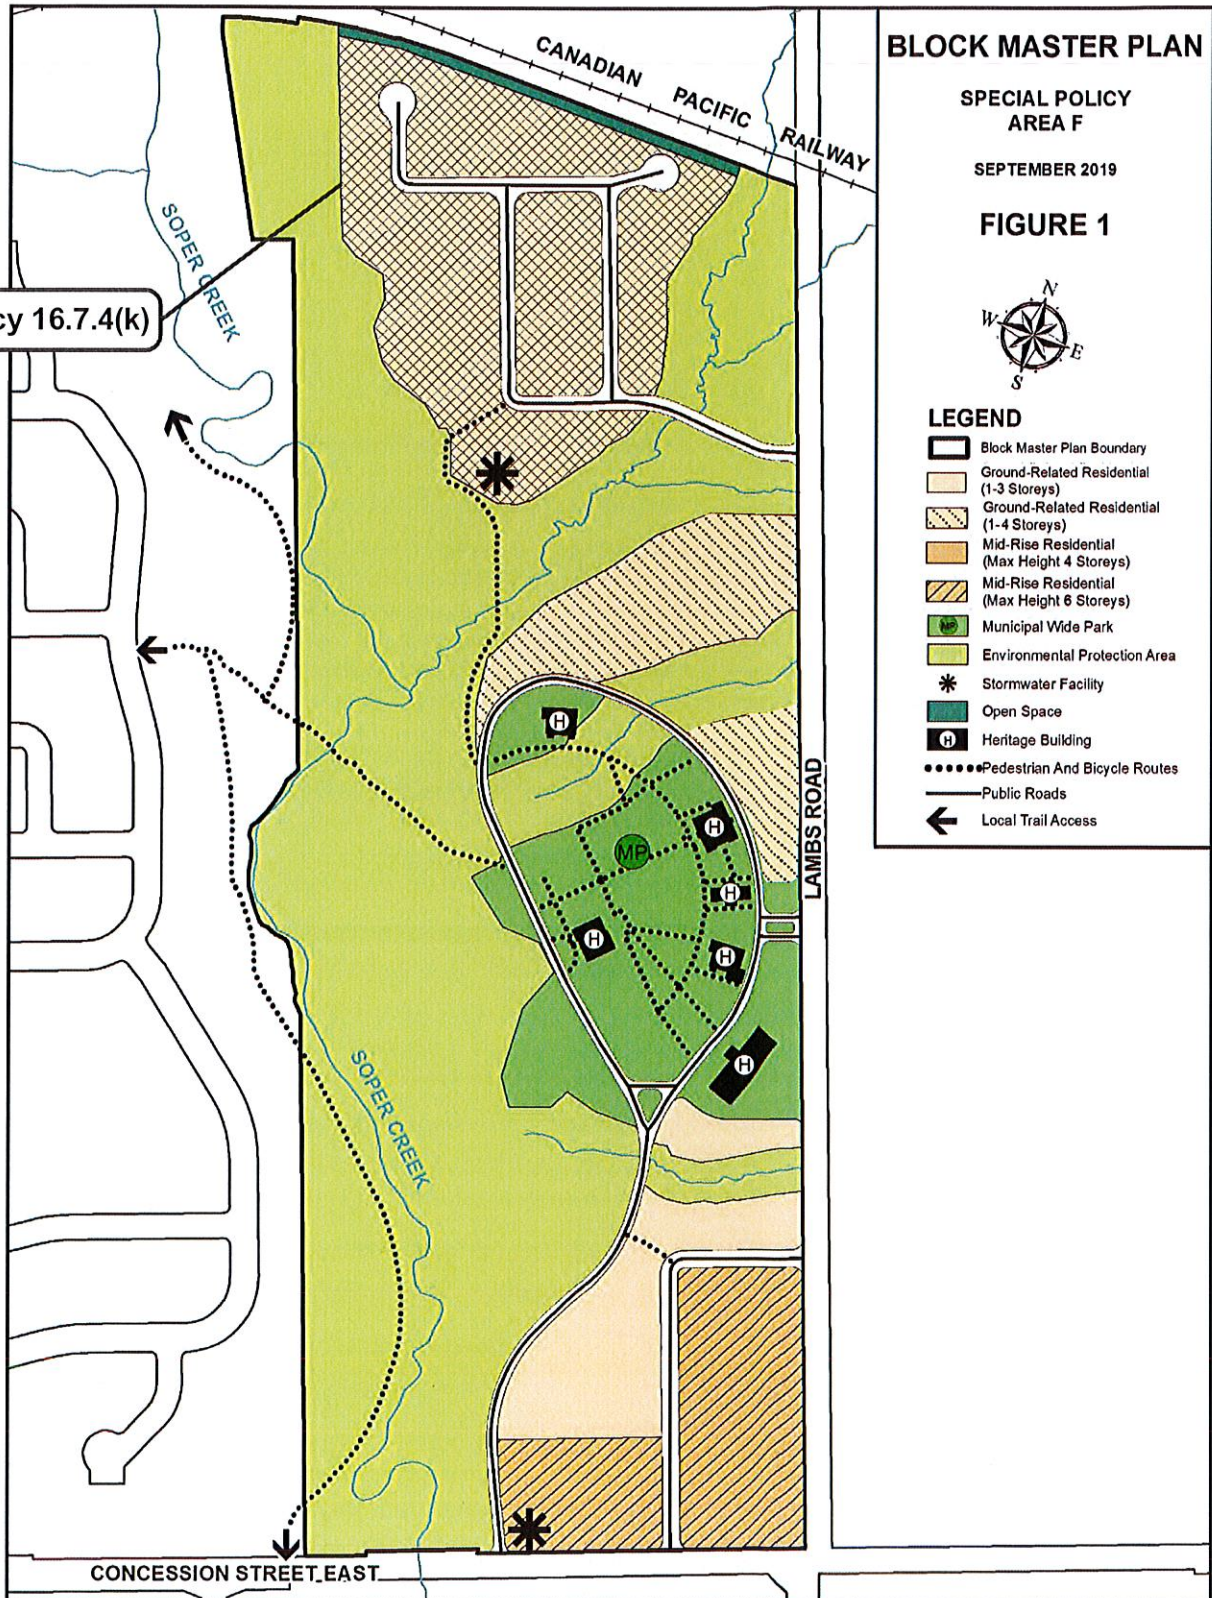 BLOCK MASTER PLAN
SPECIAL POLICY
AREA F
SEPTEMBER 2019
FIGURE 1
N
W
E
S
LEGEND
Block Master Plan Boundary
Ground-Related Residential
(1-3 Storeys)
Ground-Related Residential
(1-4 Storeys)
Mid-Rise Residential
(Max Height 4 Storeys)
Mid-Rise Residential
(Max Height 6 Storeys)
MP
Municipal Wide Park
Environmental Protection Area
Stormwater Facility
Open Space
H
Heritage Building
Pedestrian And Bicycle Routes
Public Roads
Local Trail Access
CANADIAN PACIFIC RAILWAY
SOPER CREEK
cy 16.7.4(k)
H
H
MP
H
H
H
H
LAMBS ROAD
SOPER CREEK
CONCESSION STREET EAST